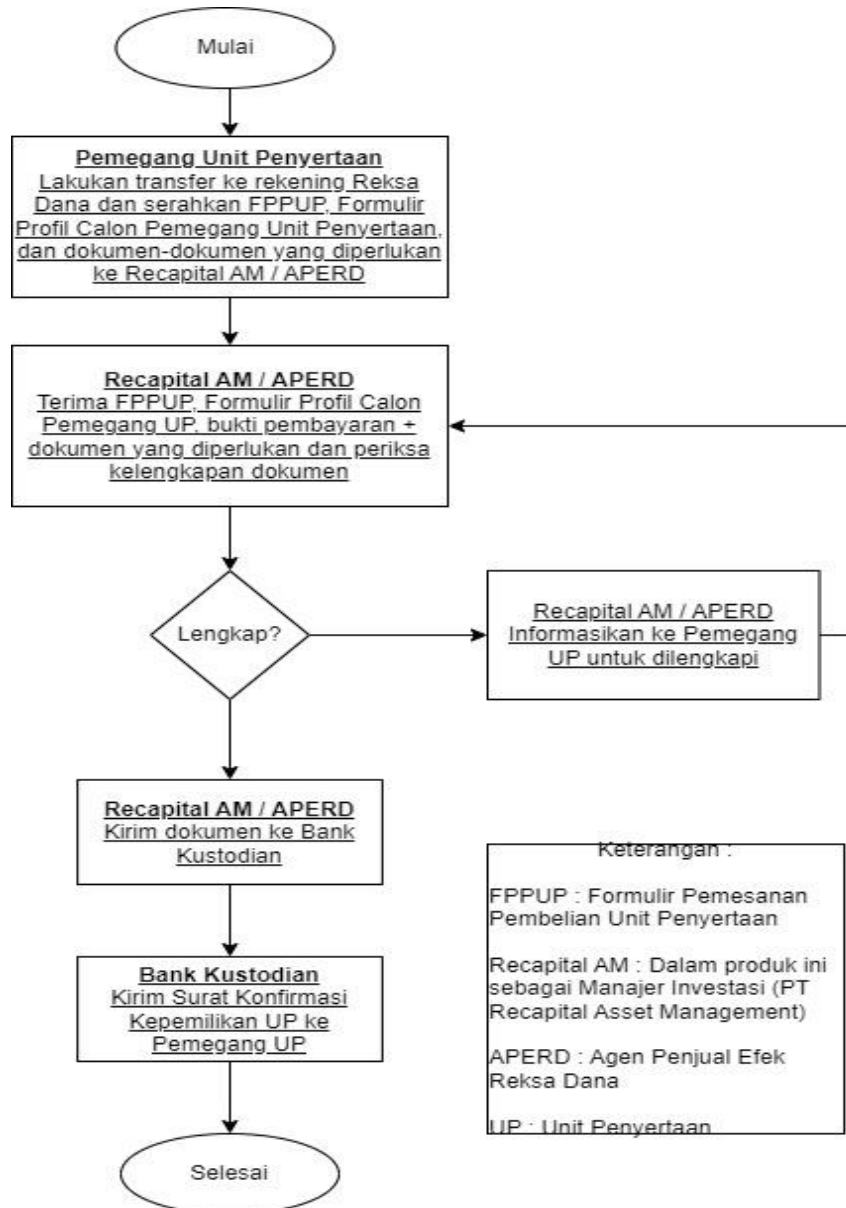 Mulai
Pemegang Unit Penyertaan
Lakukan transfer ke rekening Reksa
Dana dan serahkan FPPUP, Formulir
Profil Calon Pemegang Unit Penyertaan,
dan dokumen-dokumen yang diperlukan
ke Recapital AM / APERD
Recapital AM / APERD
Terima FPPUP, Formulir Profil Calon
Pemegang UP, bukti pembayaran +
dokumen yang diperlukan dan periksa
kelengkapan dokumen
Lengkap?
Recapital AM / APERD
Informasikan ke Pemegang
UP untuk dilengkapi
Recapital AM / APERD
Kirim dokumen ke Bank
Kustodian
Bank Kustodian
Kirim Surat Konfirmasi
Kepemilikan UP ke
Pemegang UP
Selesai
Keterangan :
FPPUP : Formulir Pemesanan
Pembelian Unit Penyertaan
Recapital AM : Dalam produk ini
sebagai Manajer Investasi (PT
Recapital Asset Management)
APERD : Agen Penjual Efek
Reksa Dana
UP : Unit Penyertaan